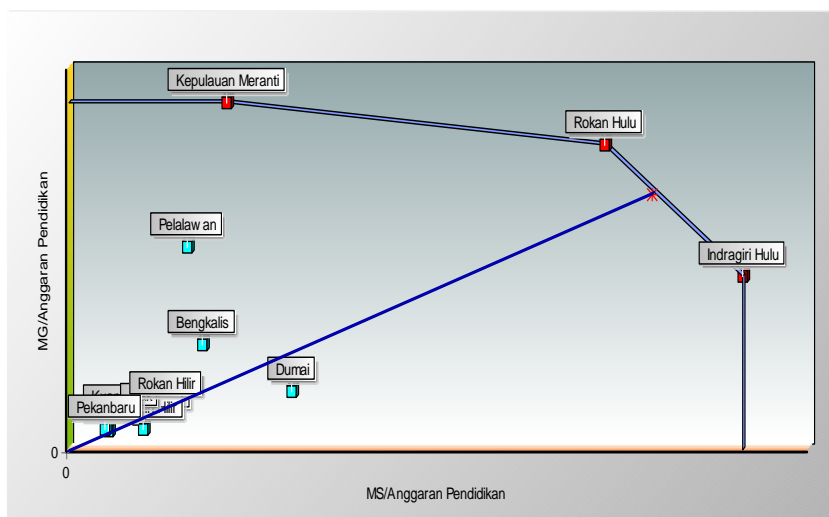 Kepulauan Meranti
Rokan Hulu
Pelalawan
Indragiri Hulu
Bengkalis
Dumai
Rokan Hilir
Pekanbaru
MG/Anggaran Pendidikan
0
0
MS/Anggaran Pendidikan